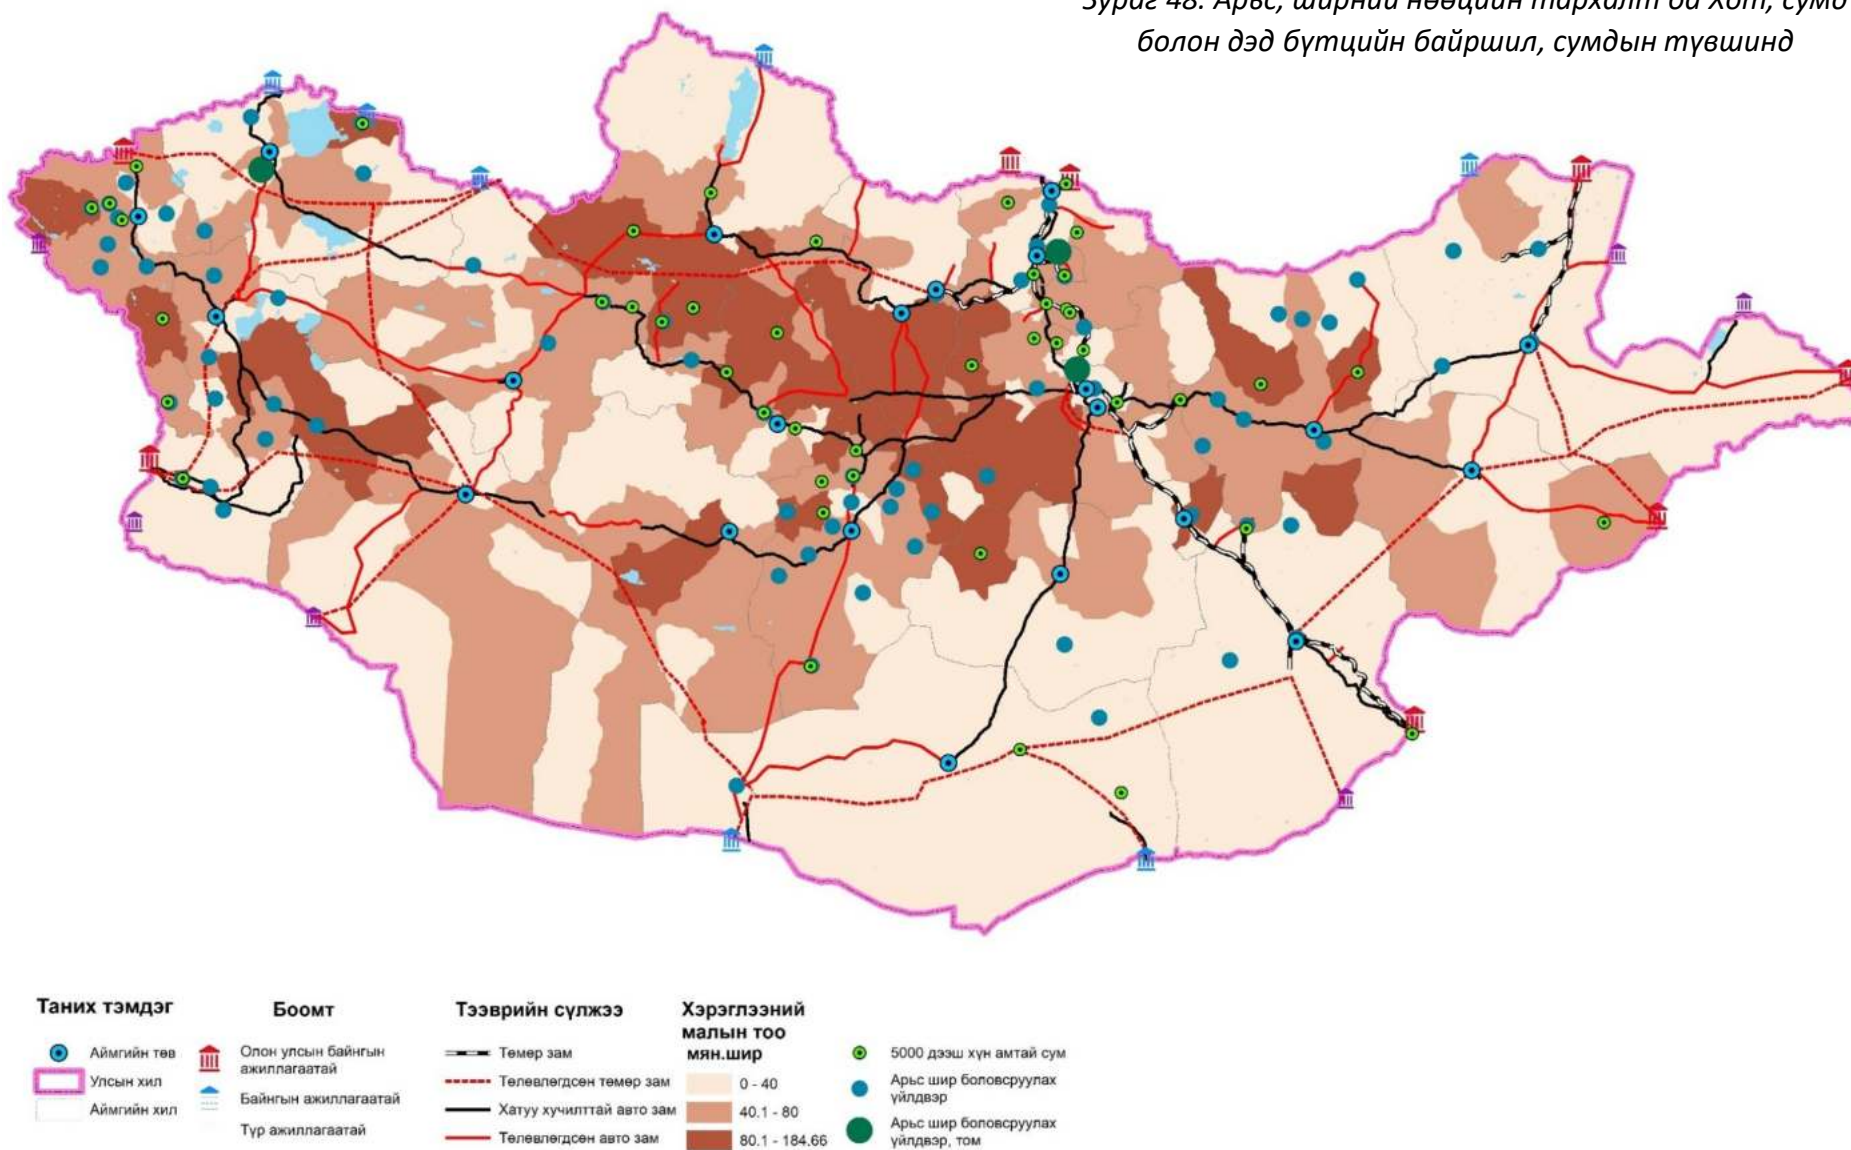 Зураг 48. Арьс, ширний нөөцийн тархалт ба Хот, сумд
болон дэд бүтцийн байршил, сумдын түвшинд
Таних тэмдэг
Аймгийн төв
Улсын хил
Аймгийн хил
Боомт
Олон улсын байнгын
ажиллагаатай
Байнгын ажиллагаатай
Түр ажиллагаатай
Тээврийн сүлжээ
Төмөр зам
Төлөвлөгдсөн төмөр зам
Хатуу хучилттай авто зам
Төлөвлөгдсөн авто зам
Хэрэглээний
малын тоо
мян.шир
0 - 40
40.1 - 80
80.1 - 184.66
5000 дээш хүн амтай сум
Арьс шир боловсруулах
үйлдвэр
Арьс шир боловсруулах
үйлдвэр, том